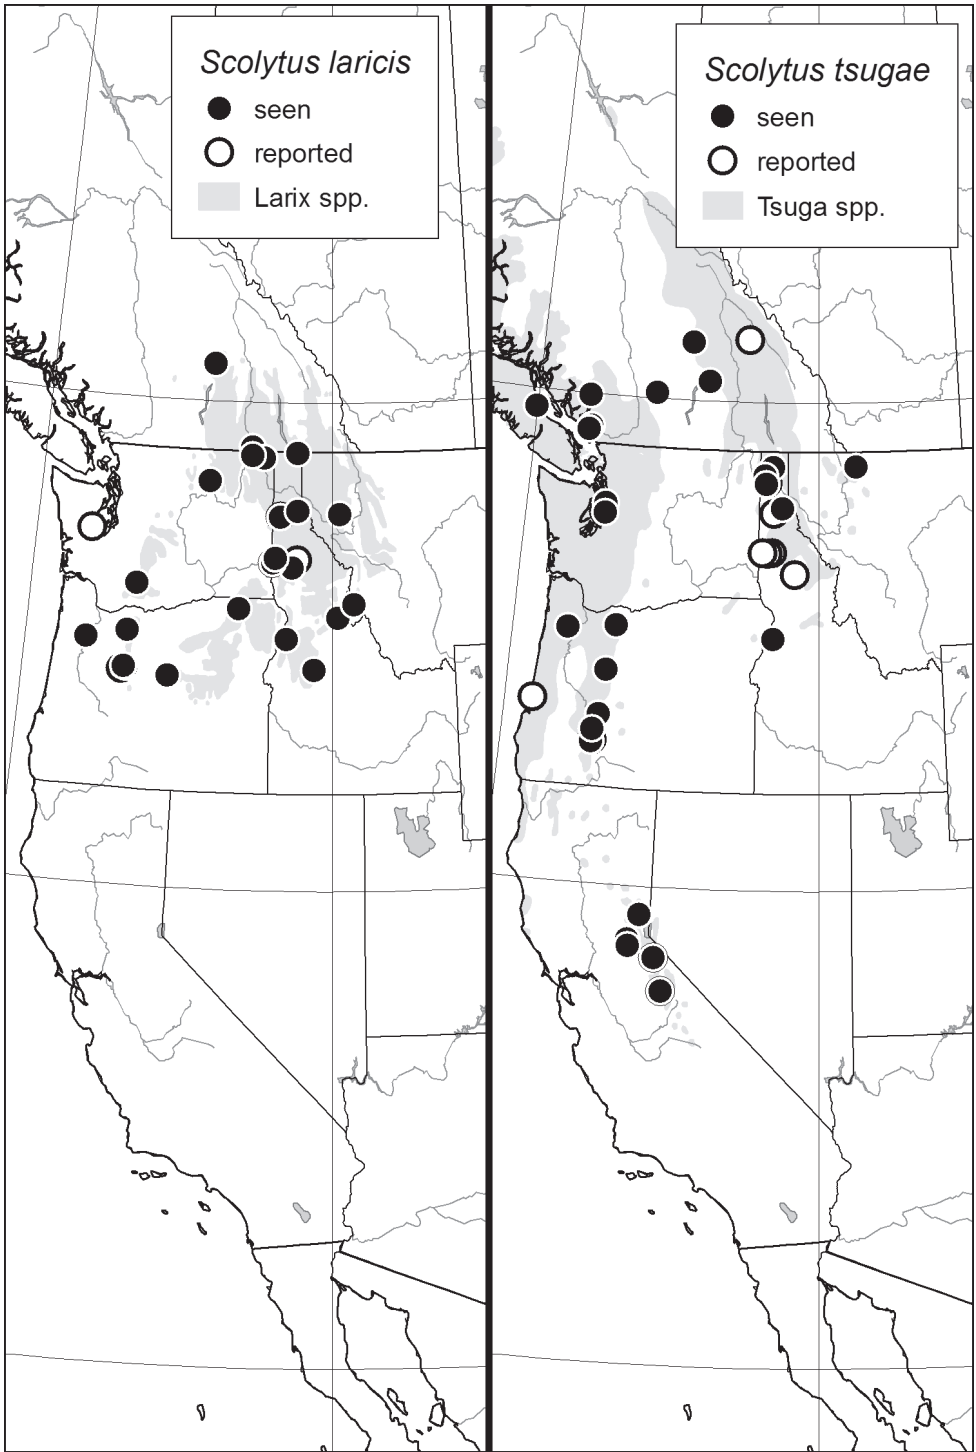 Scolytus laricis
seen
reported
Larix spp.
Scolytus tsugae
seen
reported
Tsuga spp.